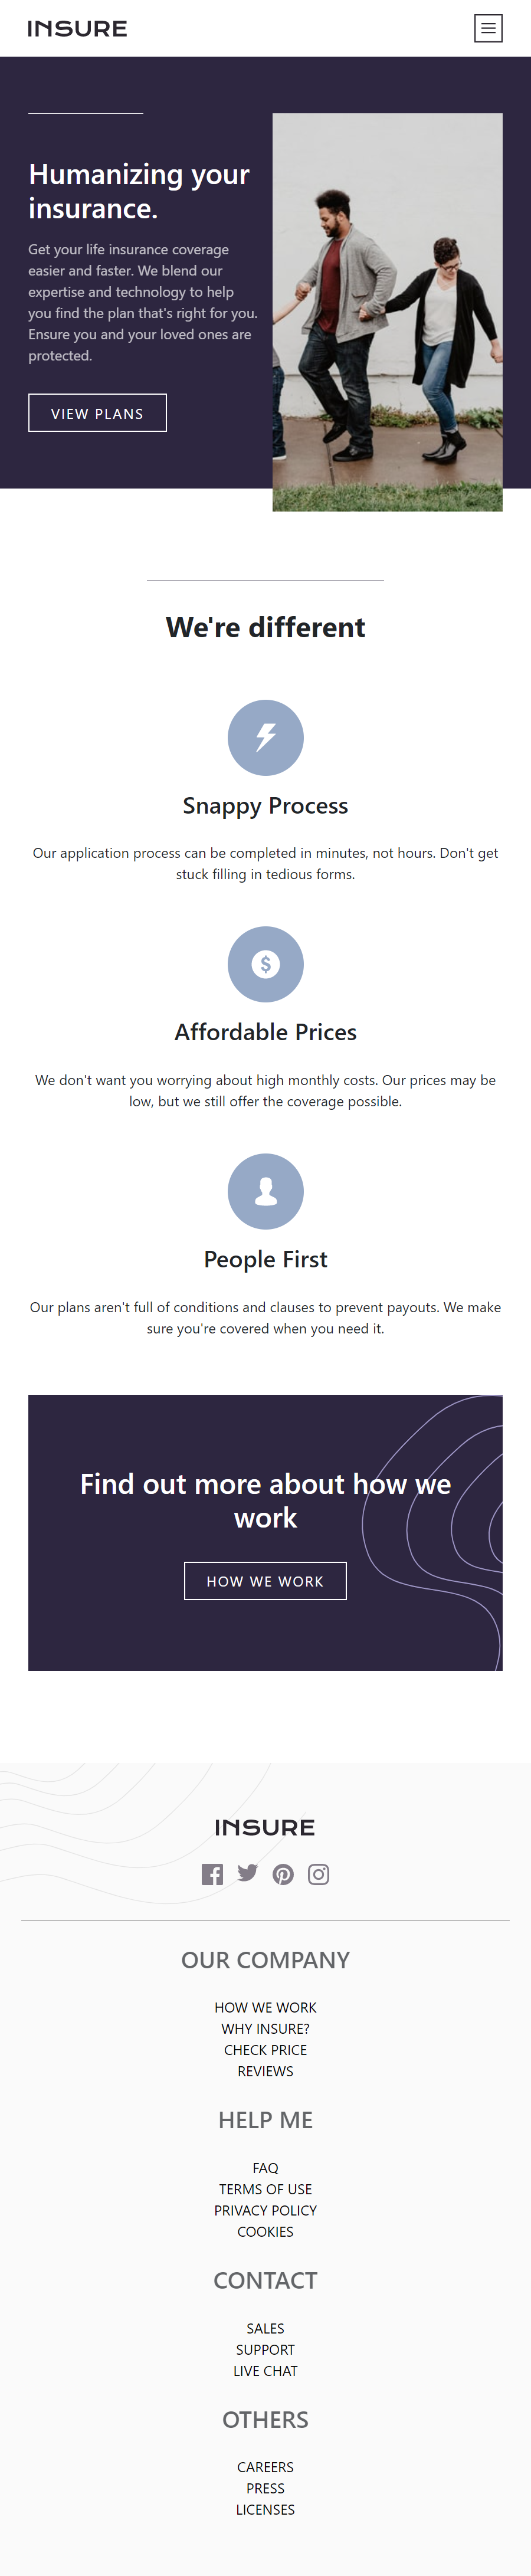 INSURE
Humanizing your
insurance.
Get your life insurance coverage
easier and faster. We blend our
expertise and technology to help
you find the plan that's right for you.
Ensure you and your loved ones are
protected.
VIEW PLANS
We're different
Snappy Process
Our application process can be completed in minutes, not hours. Don't get
stuck filling in tedious forms.
$
Affordable Prices
We don't want you worrying about high monthly costs. Our prices may be
low, but we still offer the coverage possible.
People First
Our plans aren't full of conditions and clauses to prevent payouts. We make
sure you're covered when you need it.
Find out more about how we
work
HOW WE WORK
INSURE
OUR COMPANY
HOW WE WORK
WHY INSURE?
CHECK PRICE
REVIEWS
HELP ME
FAQ
TERMS OF USE
PRIVACY POLICY
COOKIES
CONTACT
SALES
SUPPORT
LIVE CHAT
OTHERS
CAREERS
PRESS
LICENSES